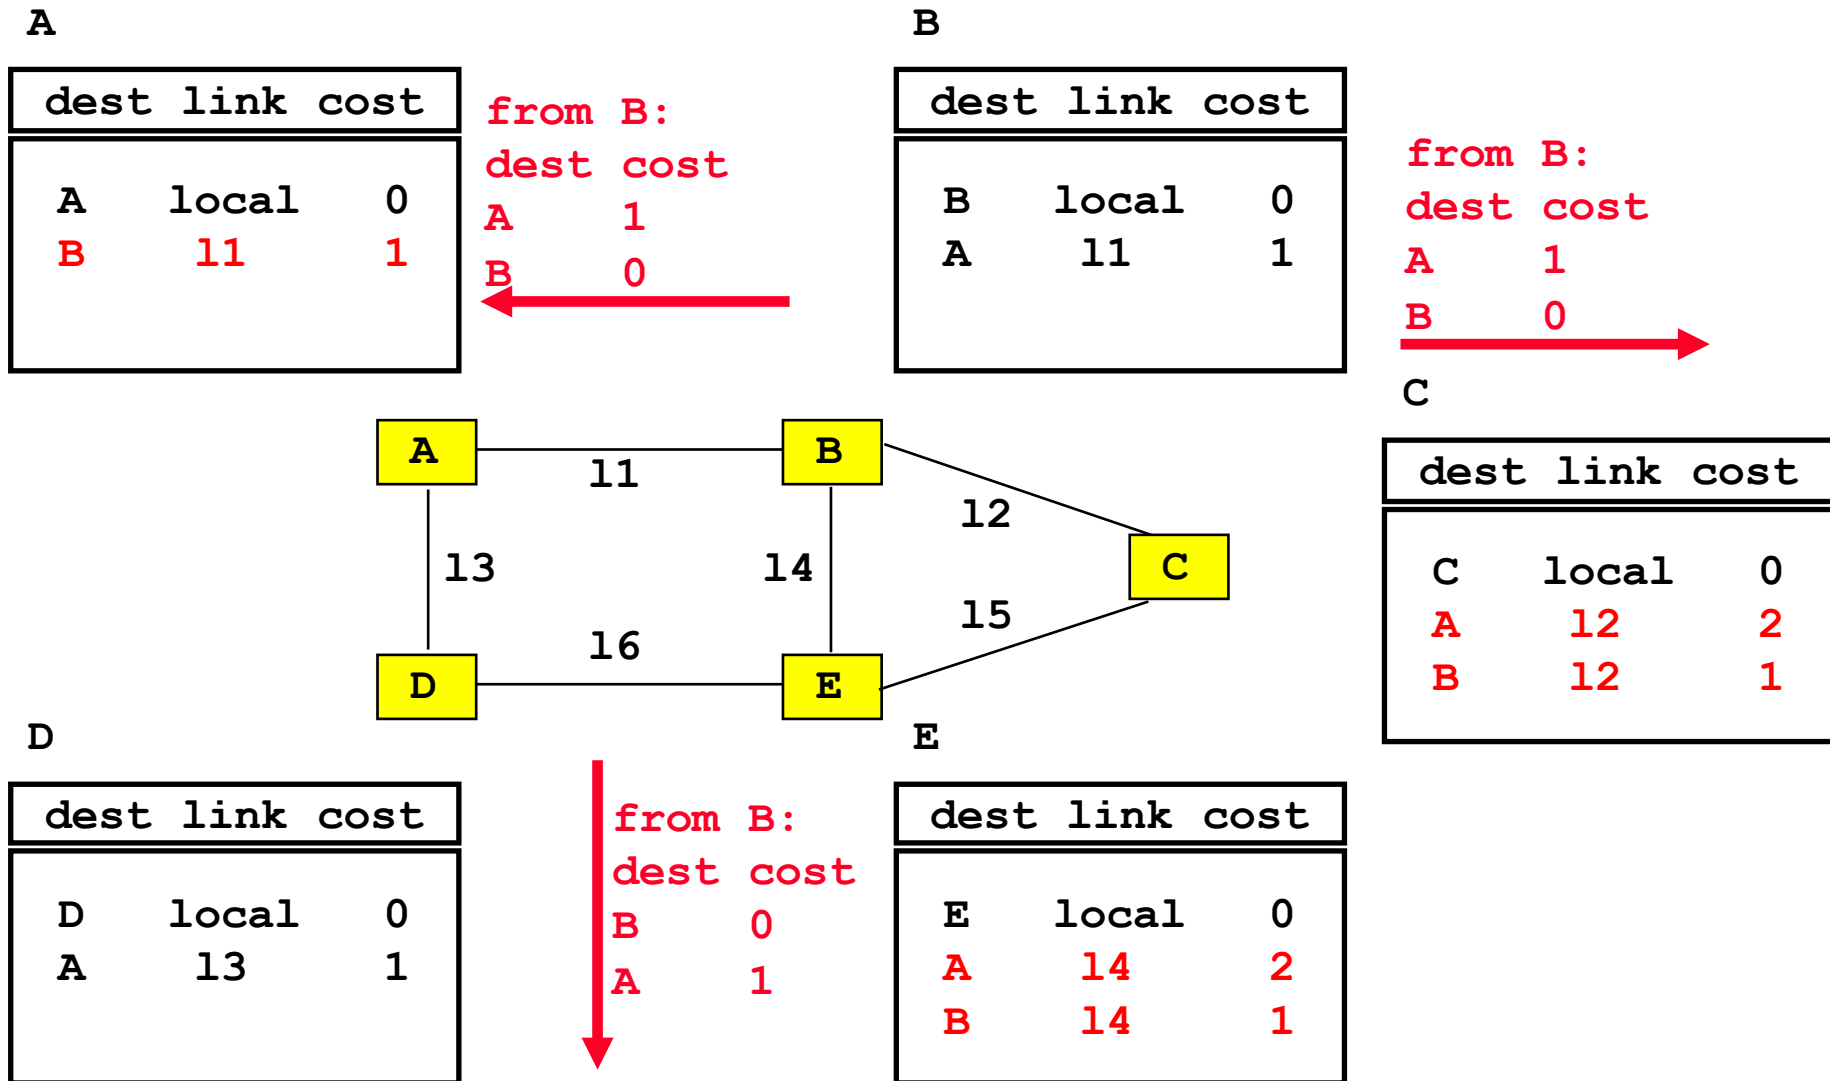 A
dest link cost
A local 0
B l1 1
from B:
dest cost
A 1
B 0
B
dest link cost
B local 0
A l1 1
from B:
dest cost
A 1
B 0
C
dest link cost
C local 0
A l2 2
B l2 1
A
B
l1
l2
l3
l4
C
l5
l6
D
E
D
dest link cost
D local 0
A l3 1
from B:
dest cost
B 0
A 1
E
dest link cost
E local 0
A l4 2
B l4 1